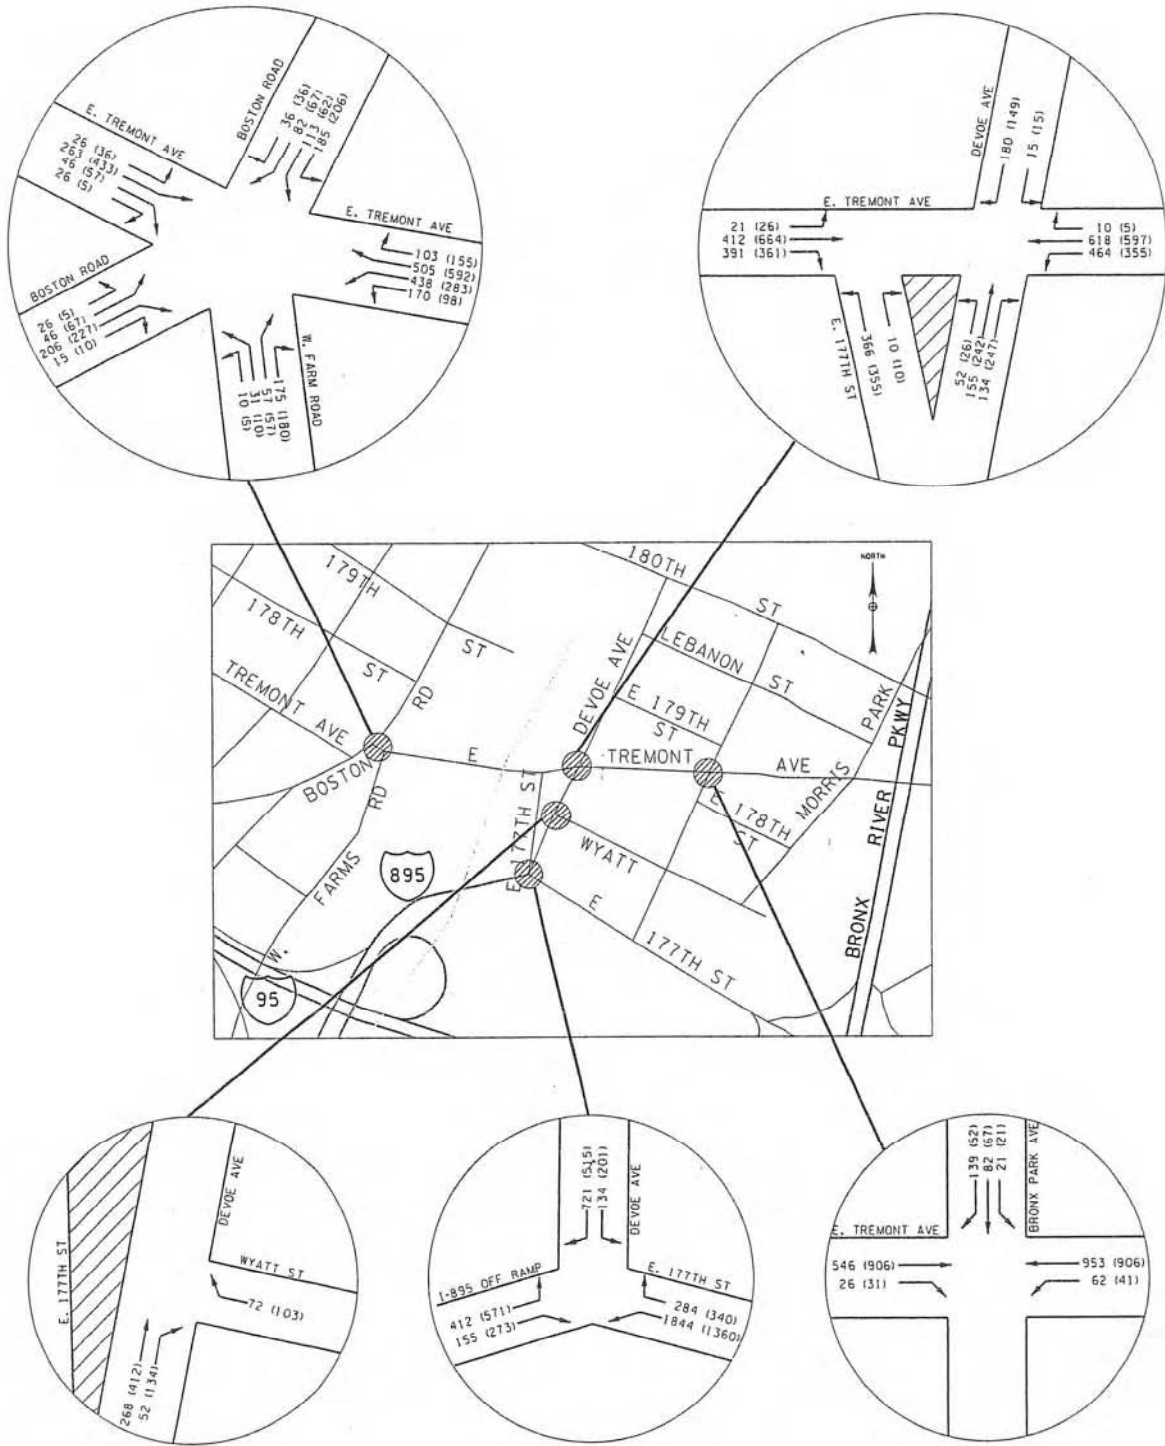 E. TREMONT AVE
26 (36)
263 (433)
46 (57)
26 (5)
BOSTON ROAD
36 (36)
82 (67)
113 (62)
185 (206)
E. TREMONT AVE
103 (155)
505 (592)
438 (283)
170 (98)
BOSTON ROAD
26 (5)
46 (67)
206 (227)
15 (10)
10 (5)
31 (10)
57 (57)
175 (180)
W. FARM ROAD
DEVOE AVE
180 (149)
15 (15)
E. TREMONT AVE
21 (26)
412 (664)
391 (361)
10 (5)
618 (597)
464 (355)
E. 177TH ST
366 (355)
10 (10)
52 (26)
155 (242)
134 (247)
NORTH
179TH
ST
178TH
ST
TREMONT AVE
BOSTON
RD
E
TREMONT
AVE
180TH
ST
LEBANON
ST
E 179TH
ST
DEVOE AVE
MORRIS
PARK
BRONX
RIVER
PKWY
E 177TH ST
E 178TH
ST
WYATT
E
177TH ST
W.
FARMS
RD
895
95
E. 177TH ST
DEVOE AVE
WYATT ST
72 (103)
268 (412)
52 (134)
721 (515)
134 (201)
DEVOE AVE
I-895 OFF RAMP
412 (571)
155 (273)
E. 177TH ST
284 (340)
1844 (1360)
139 (52)
82 (67)
21 (21)
BRONX PARK AVE
E. TREMONT AVE
546 (906)
26 (31)
953 (906)
62 (41)